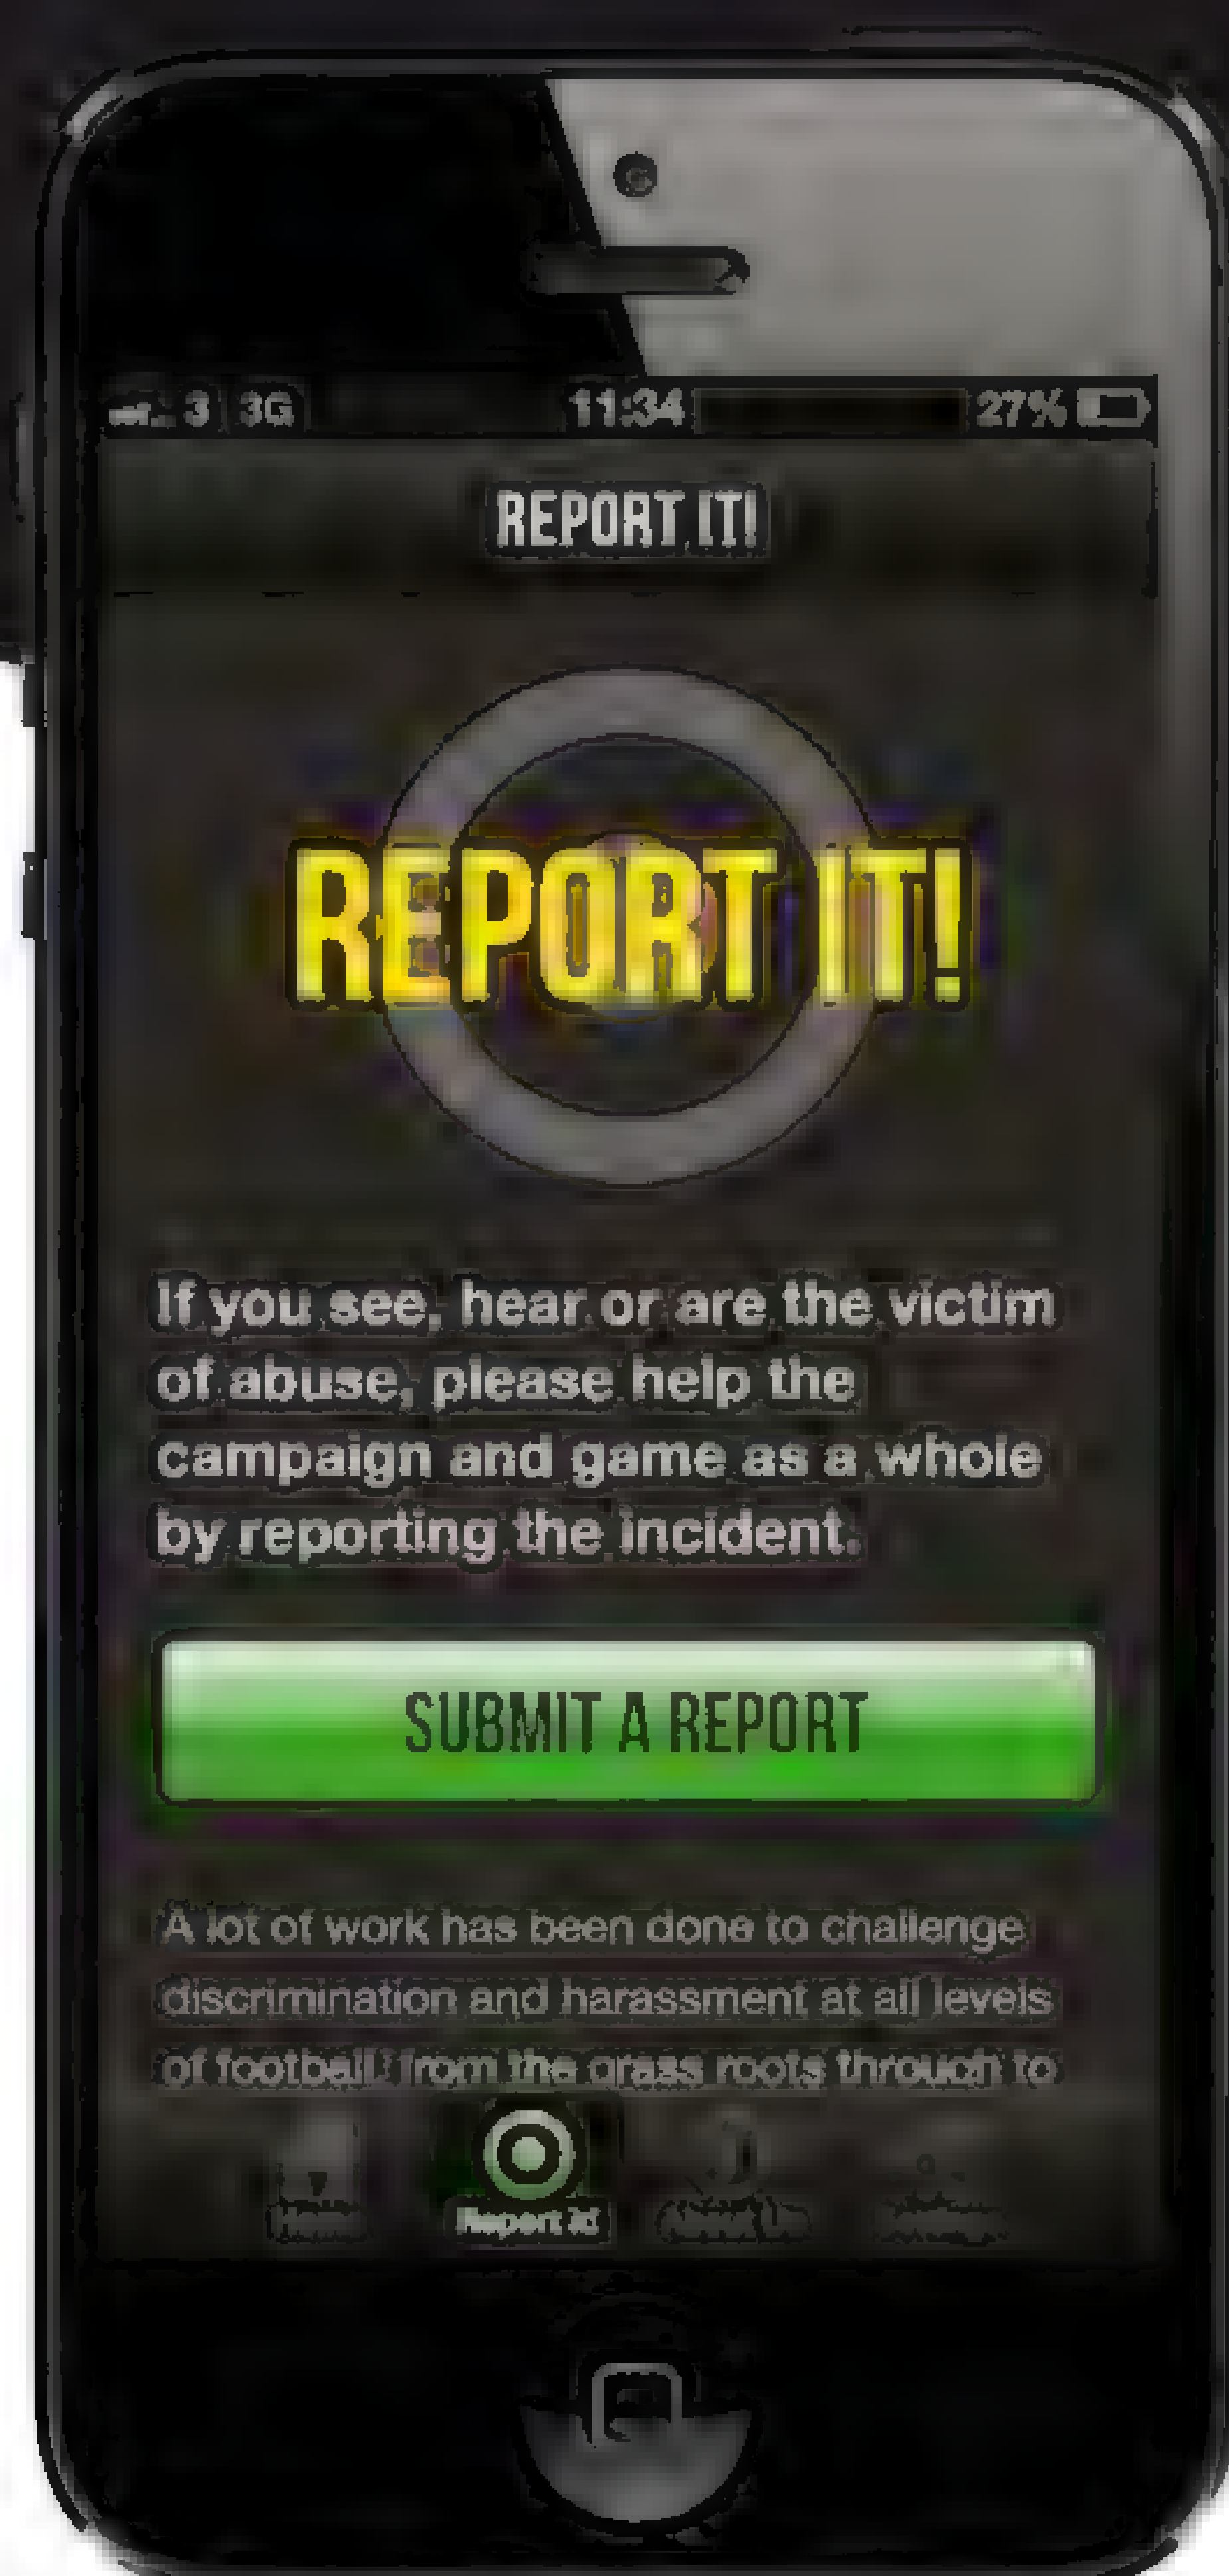 3 3G 11:34 27%
REPORT IT!
REPORT IT!
If you see, hear or are the victim
of abuse, please help the
campaign and game as a whole
by reporting the incident.
SUBMIT A REPORT
A lot of work has been done to challenge
discrimination and harassment at all levels
of football from the grass roots through to
Report it!